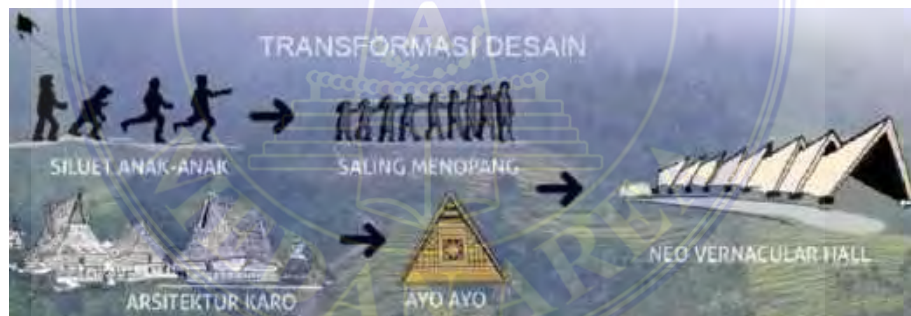 TRANSFORMASI DESAIN
SILUET ANAK-ANAK
SALING MENOPANG
NEO VERNACULAR HALL
ARSITEKTUR KARO
AYO AYO